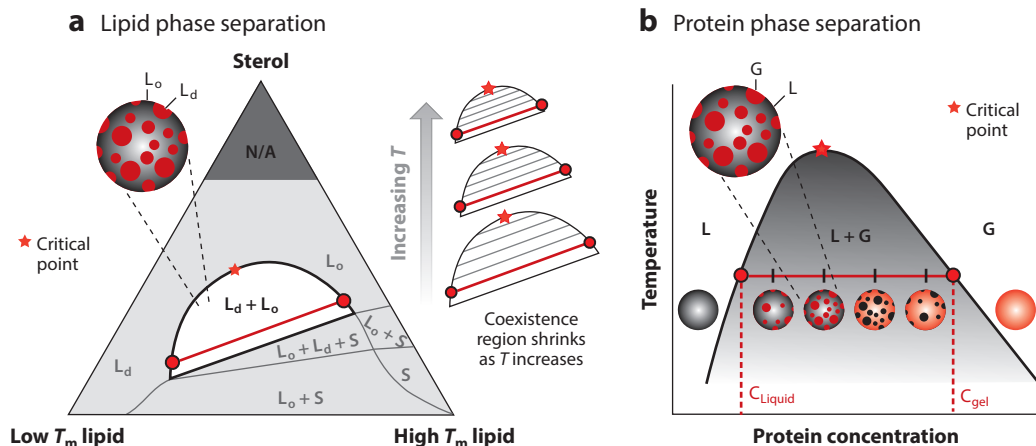 a Lipid phase separation
Sterol
Lo
Ld
N/A
Critical
point
Lo
Ld + Lo
Lo + S
Lo + Ld + S
Ld
S
Lo + S
Low Tm lipid
High Tm lipid
Increasing T
Coexistence
region shrinks
as T increases
b Protein phase separation
G
L
Critical
point
Temperature
L
L + G
G
CLiquid
Cgel
Protein concentration